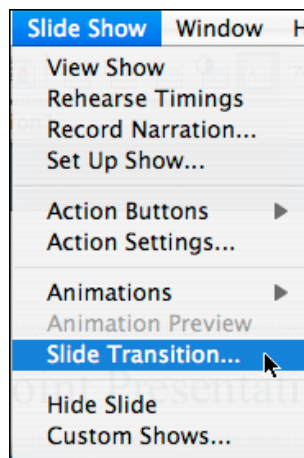 Slide Show Window H
View Show
Rehearse Timings
Record Narration...
Set Up Show...
Action Buttons
Action Settings...
Animations
Animation Preview
Slide Transition...
Hide Slide
Custom Shows...